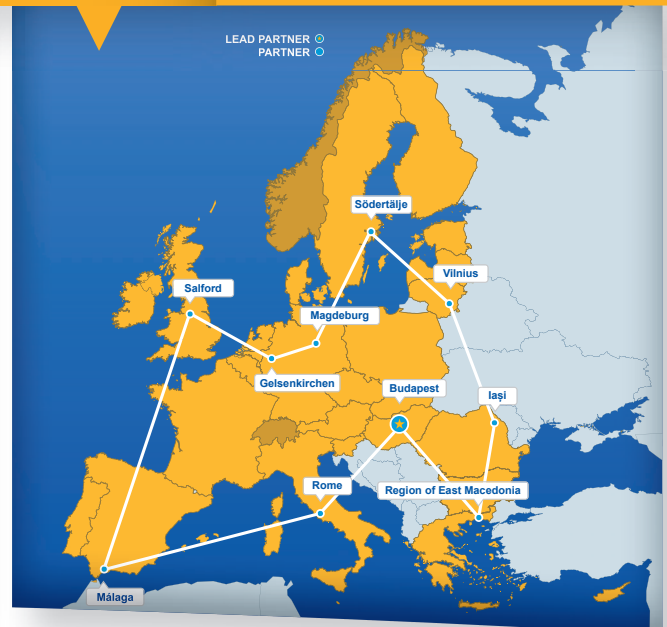 LEAD PARTNER
PARTNER
Södertälje
Vilnius
Salford
Magdeburg
Gelsenkirchen
Budapest
Iași
Rome
Region of East Macedonia
Málaga